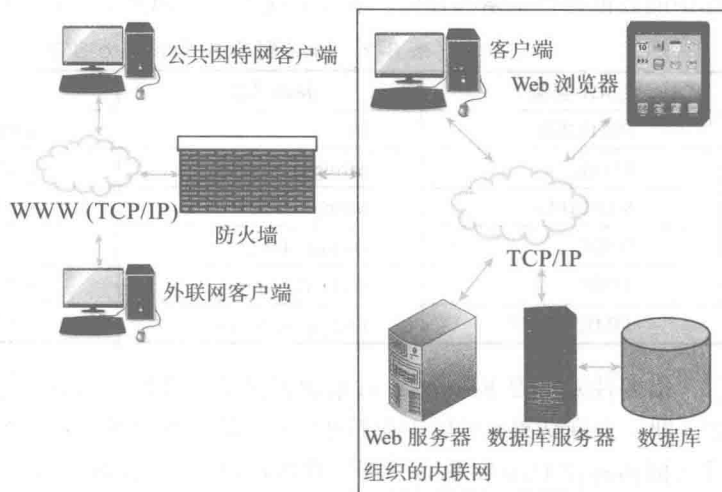 公共因特网客户端
客户端
Web 浏览器
WWW (TCP/IP)
防火墙
TCP/IP
外联网客户端
Web 服务器
数据库服务器
数据库
组织的内联网